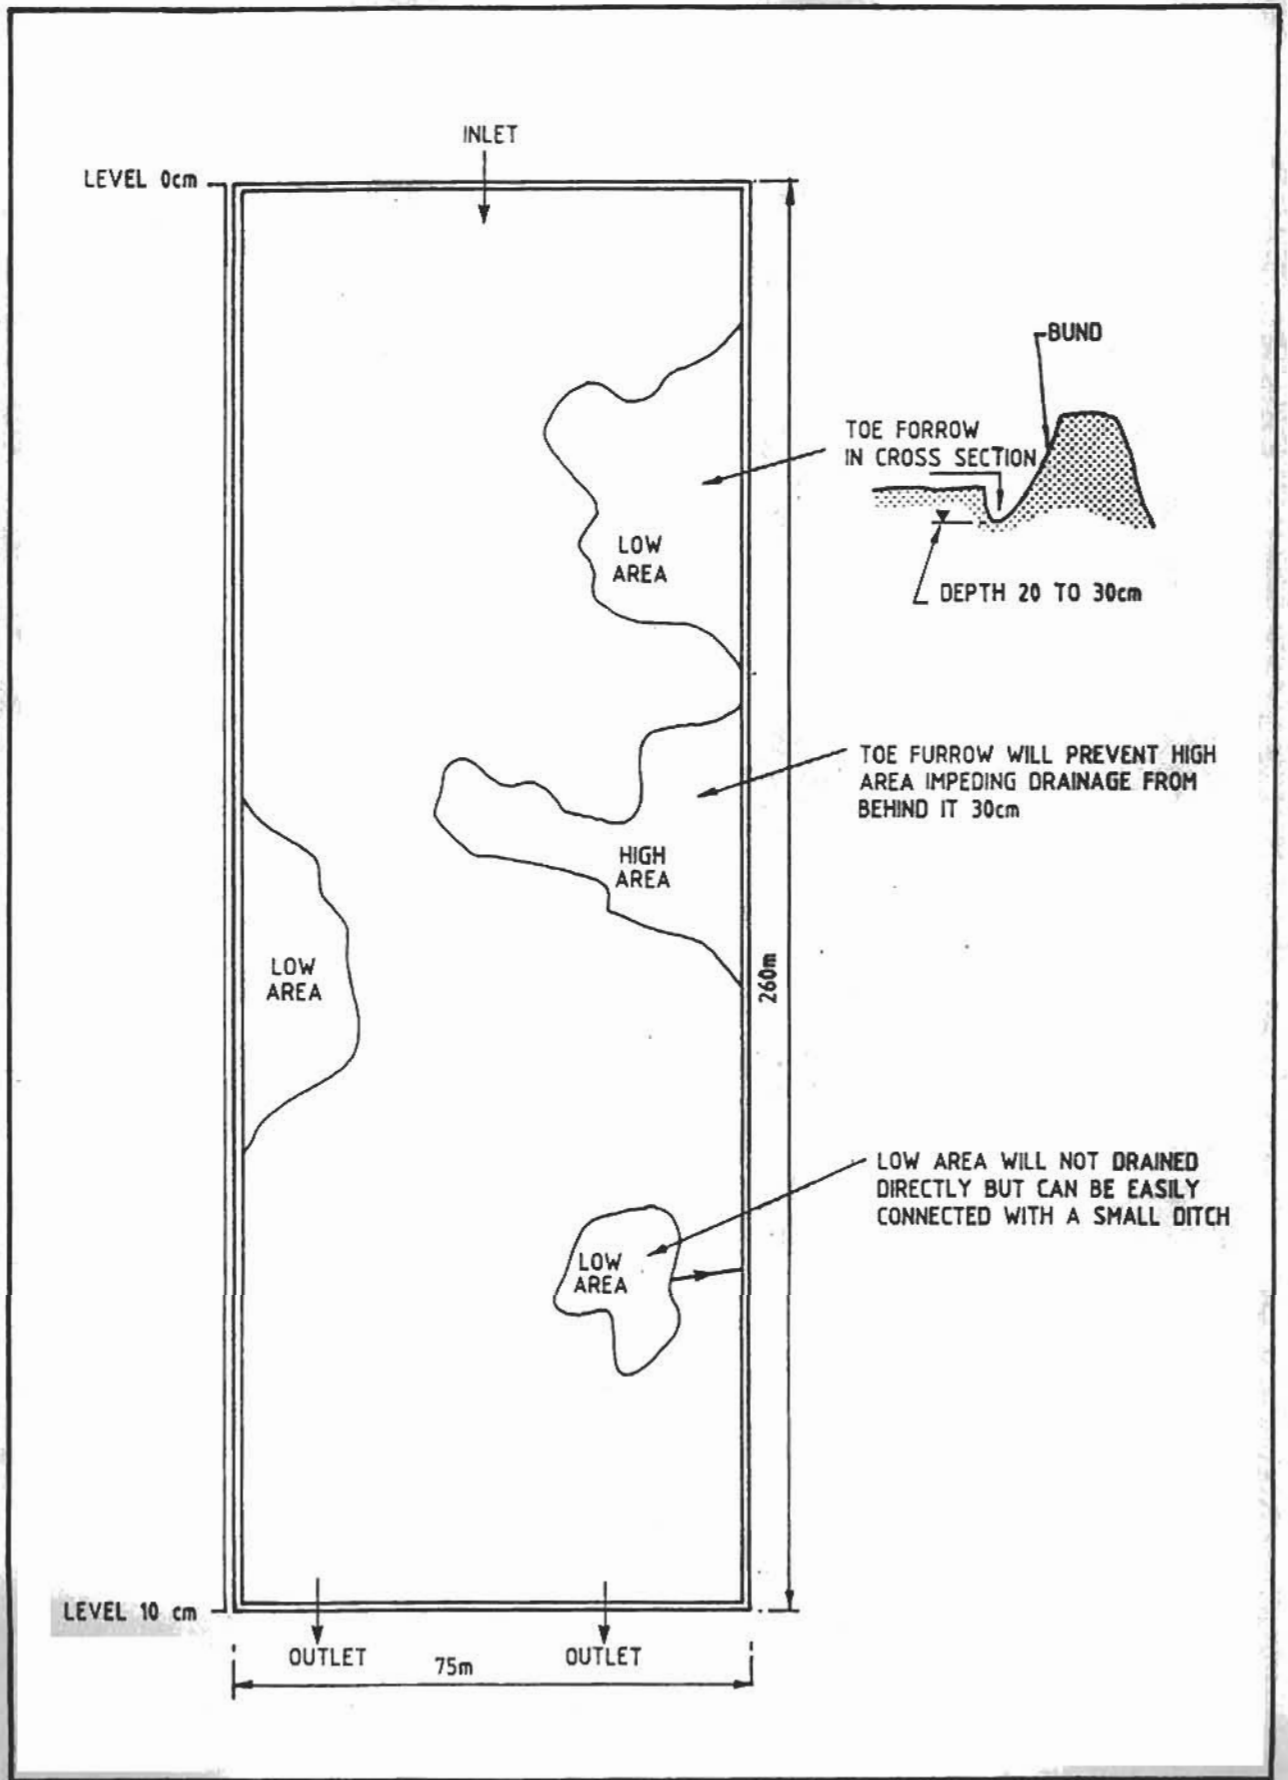 INLET
LEVEL 0cm
BUND
TOE FORROW
IN CROSS SECTION
LOW
AREA
DEPTH 20 TO 30cm
TOE FURROW WILL PREVENT HIGH
AREA IMPEDING DRAINAGE FROM
BEHIND IT 30cm
HIGH
AREA
LOW
AREA
260m
LOW AREA WILL NOT DRAINED
DIRECTLY BUT CAN BE EASILY
CONNECTED WITH A SMALL DITCH
LOW
AREA
LEVEL 10 cm
OUTLET
75m
OUTLET